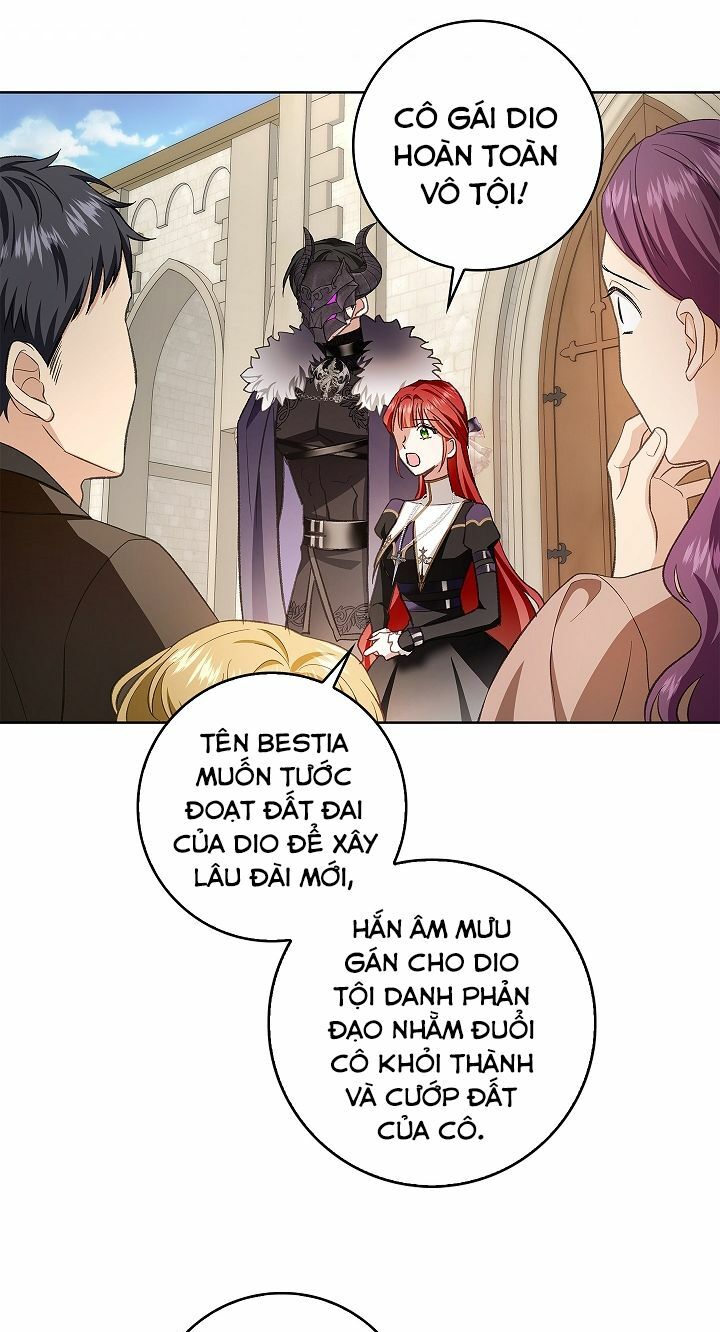 CÔ GÁI DIO
HOÀN TOÀN
VÔ TỘI!
TÊN BESTIA
MUỐN TƯỚC
ĐOẠT ĐẤT ĐAI
CỦA DIO ĐỂ XÂY
LÂU ĐÀI MỚI,
HẮN ÂM MƯU
GÁN CHO DIO
TỘI DANH PHẢN
ĐẠO NHẰM ĐUỔI
CÔ KHỎI THÀNH
VÀ CƯỚP ĐẤT
CỦA CÔ.